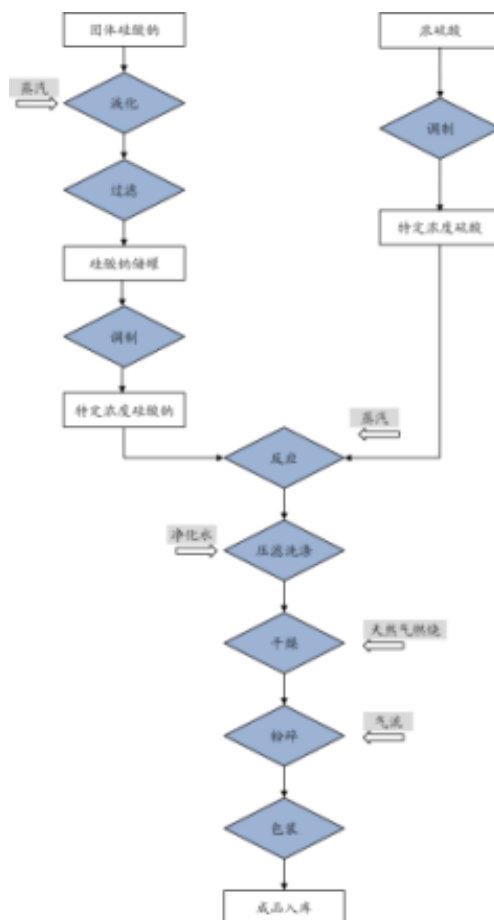 固体硅酸钠
浓硫酸
蒸汽
液化
调制
过滤
特定浓度硫酸
硅酸钠储罐
调制
特定浓度硅酸钠
蒸汽
反应
净化水
压滤洗涤
天然气燃烧
干燥
气流
粉碎
包装
成品入库